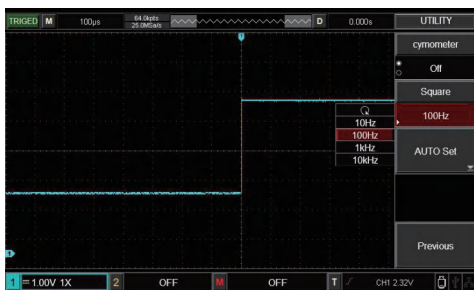 TRIGED M 100μs 64.0kpts 25.0MSa/s D 0.000s UTILITY
cymometer
Off
Square
100Hz
10Hz
100Hz
1kHz
10kHz
AUTO Set
Previous
1 1.00V 1X 2 OFF M OFF T CH1 2.32V